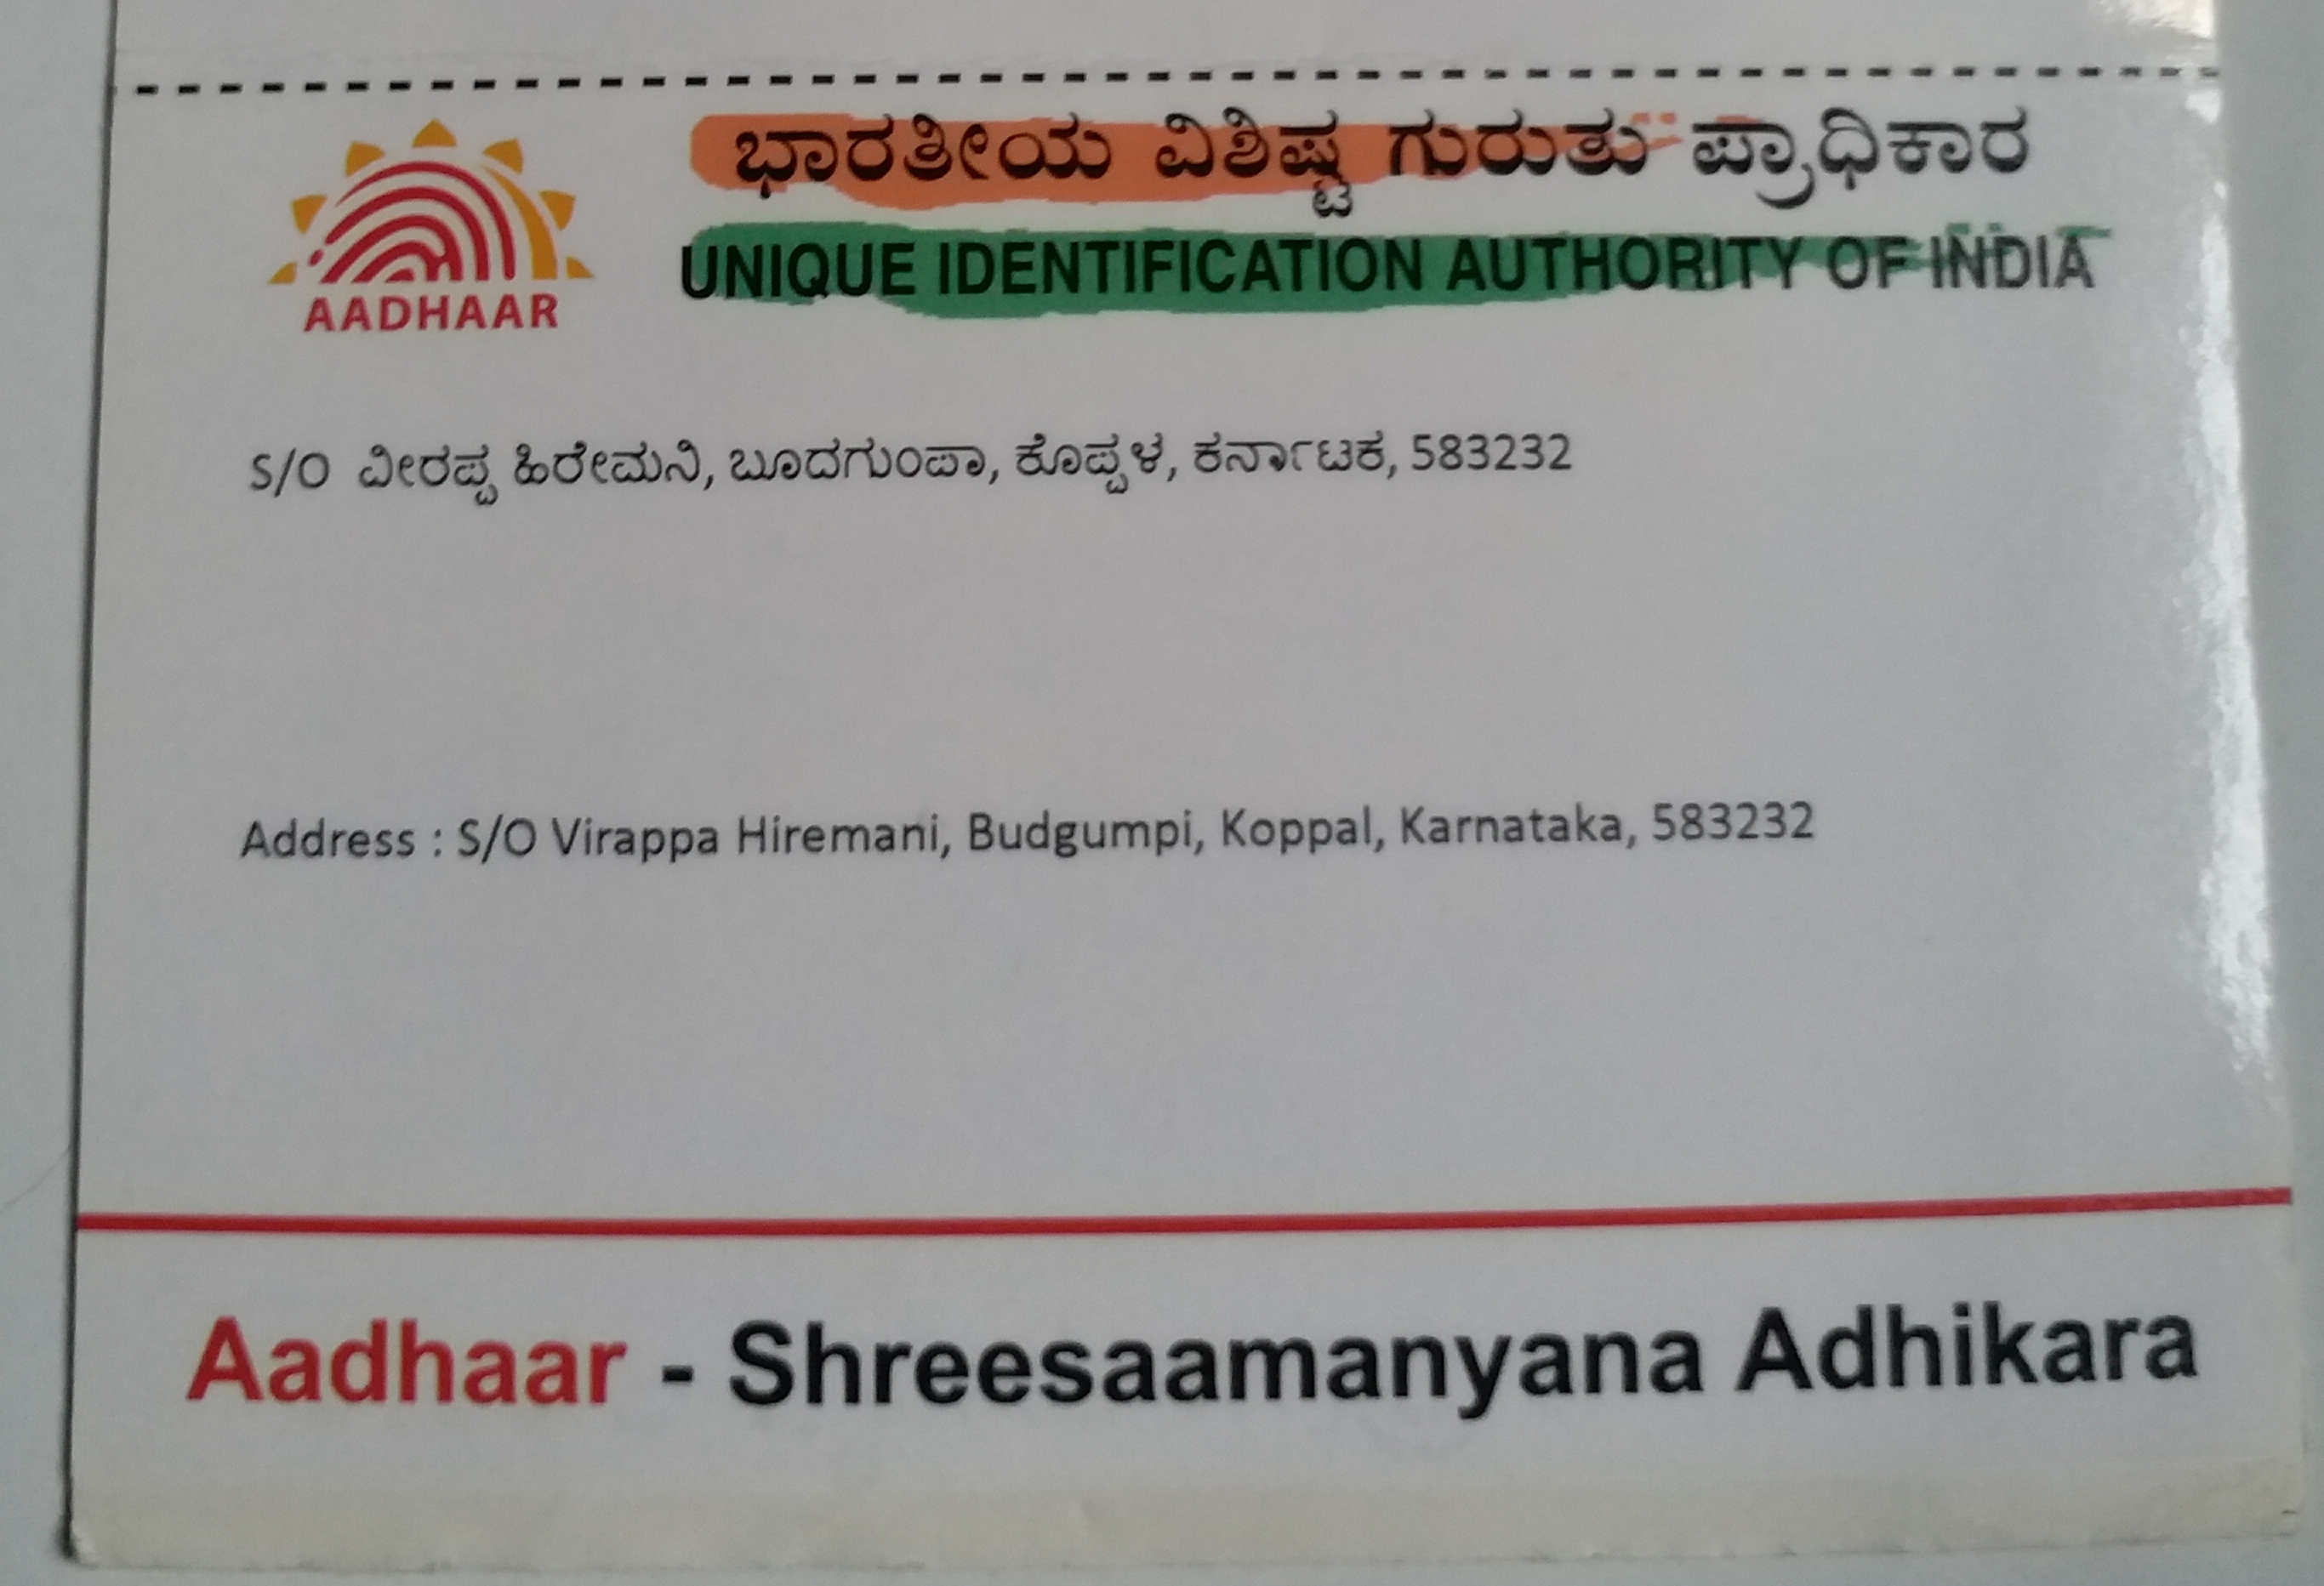 ಭಾರತೀಯ ವಿಶಿಷ್ಟ ಗುರುತು ಪ್ರಾಧಿಕಾರ
UNIQUE IDENTIFICATION AUTHORITY OF INDIA
AADHAAR
S/O ವೀರಪ್ಪ ಹಿರೇಮನಿ, ಬೂದಗುಂಪಾ, ಕೊಪ್ಪಳ, ಕರ್ನಾಟಕ, 583232
Address : S/O Virappa Hiremani, Budgumpi, Koppal, Karnataka, 583232
Aadhaar - Shreesaamanyana Adhikara